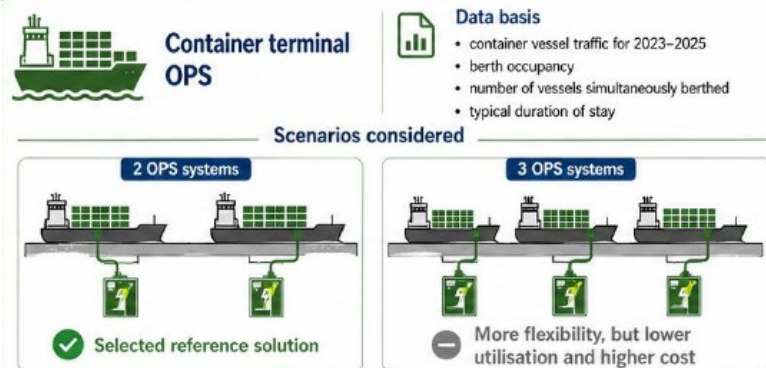 Container terminal
OPS
Data basis
• container vessel traffic for 2023–2025
• berth occupancy
• number of vessels simultaneously berthed
• typical duration of stay
Scenarios considered
2 OPS systems
3 OPS systems
Selected reference solution
More flexibility, but lower
utilisation and higher cost